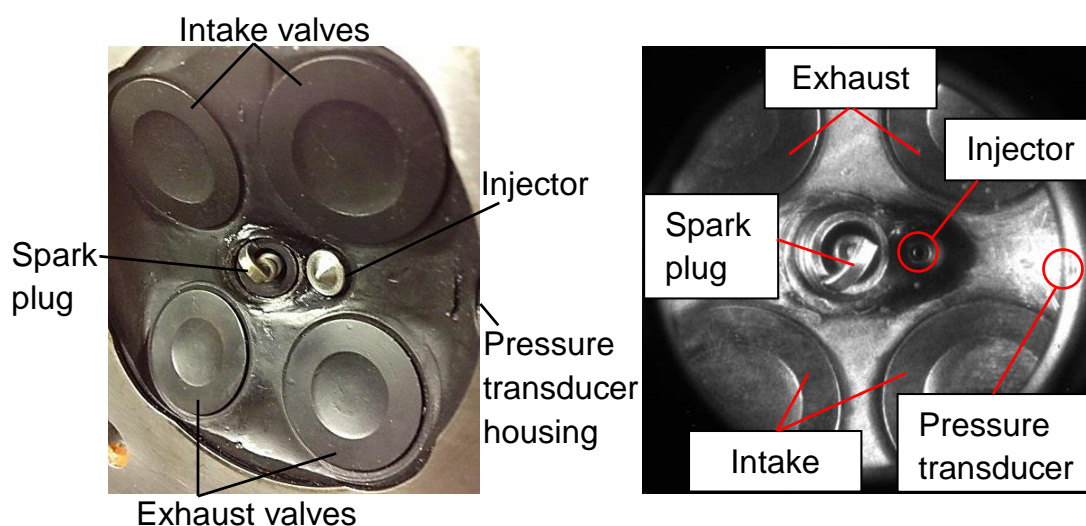 Intake valves
Injector
Spark
plug
Pressure
transducer
housing
Exhaust valves
Exhaust
Injector
Spark
plug
Intake
Pressure
transducer